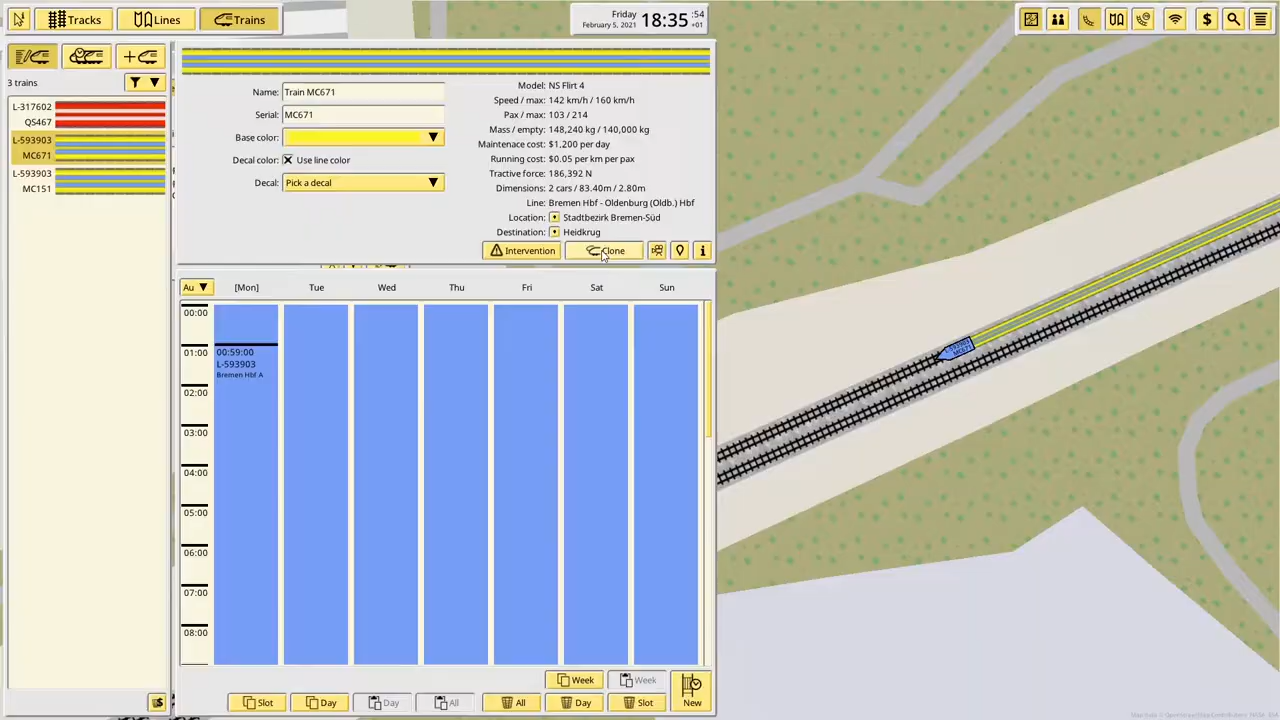 Tracks
Lines
Trains
Friday
February 5, 2021
18:35 :54
+01
$
3 trains
L-317602
QS467
L-593903
MC671
L-593903
MC151
Name: Train MC671
Serial: MC671
Base color:
Decal color: Use line color
Decal: Pick a decal
Model: NS Flirt 4
Speed / max: 142 km/h / 160 km/h
Pax / max: 103 / 214
Mass / empty: 148,240 kg / 140,000 kg
Maintenace cost: $1,200 per day
Running cost: $0.05 per km per pax
Tractive force: 186,392 N
Dimensions: 2 cars / 83.40m / 2.80m
Line: Bremen Hbf - Oldenburg (Oldb.) Hbf
Location: Stadtbezirk Bremen-Süd
Destination: Heidkrug
Intervention
Clone
Au
[Mon] Tue Wed Thu Fri Sat Sun
00:00
01:00
02:00
03:00
04:00
05:00
06:00
07:00
08:00
00:59:00
L-593903
Bremen Hbf A
L-593903
MC671
Week
Week
Slot
Day
Day
All
All
Day
Slot
New